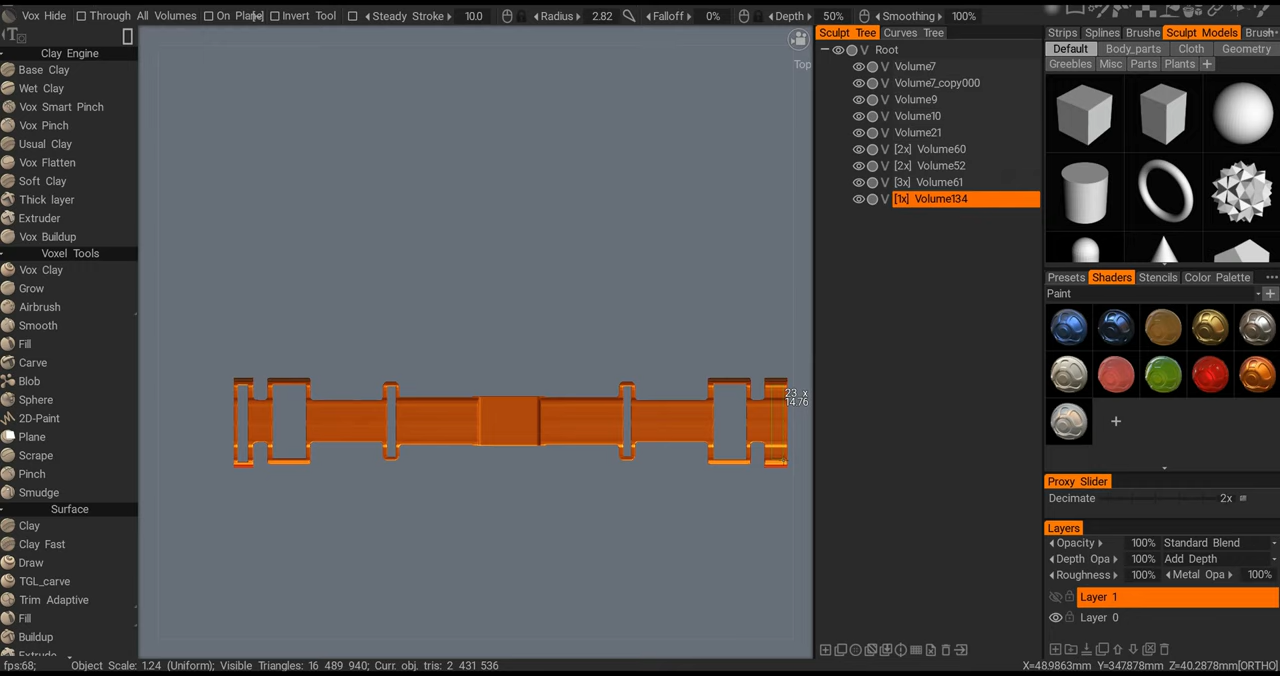 Vox Hide Through All Volumes On Plane Invert Tool Steady Stroke 10.0 Radius 2.82 Falloff 0% Depth 50% Smoothing 100%
Clay Engine
Base Clay
Wet Clay
Vox Smart Pinch
Vox Pinch
Usual Clay
Vox Flatten
Soft Clay
Thick layer
Extruder
Vox Buildup
Voxel Tools
Vox Clay
Grow
Airbrush
Smooth
Fill
Carve
Blob
Sphere
2D-Paint
Plane
Scrape
Pinch
Smudge
Surface
Clay
Clay Fast
Draw
TGL_carve
Trim Adaptive
Fill
Buildup
Extrude
Top
23 x
14.76
Sculpt Tree Curves Tree
Root
V Volume7
V Volume7_copy000
V Volume9
V Volume10
V Volume21
V [2x] Volume60
V [2x] Volume52
V [3x] Volume61
V [1x] Volume134
Strips Splines Brushe Sculpt Models Brush
Default Body_parts Cloth Geometry
Greebles Misc Parts Plants +
Presets Shaders Stencils Color Palette
Paint
Proxy Slider
Decimate 2x
Layers
Opacity 100% Standard Blend
Depth Opa 100% Add Depth
Roughness 100% Metal Opa 100%
Layer 1
Layer 0
fps:68; Object Scale: 1.24 (Uniform); Visible Triangles: 16 489 940; Curr. obj. tris: 2 431 536
X=48.9863mm Y=347.878mm Z=40.2878mm[ORTHO]